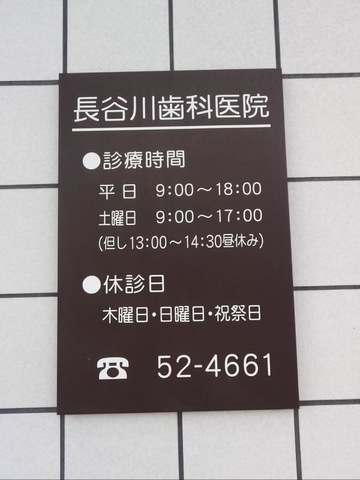 長谷川歯科医院
●診療時間
平日 9:00～18:00
土曜日 9:00～17:00
(但し13:00～14:30昼休み)
●休診日
木曜日・日曜日・祝祭日
☎ 52-4661